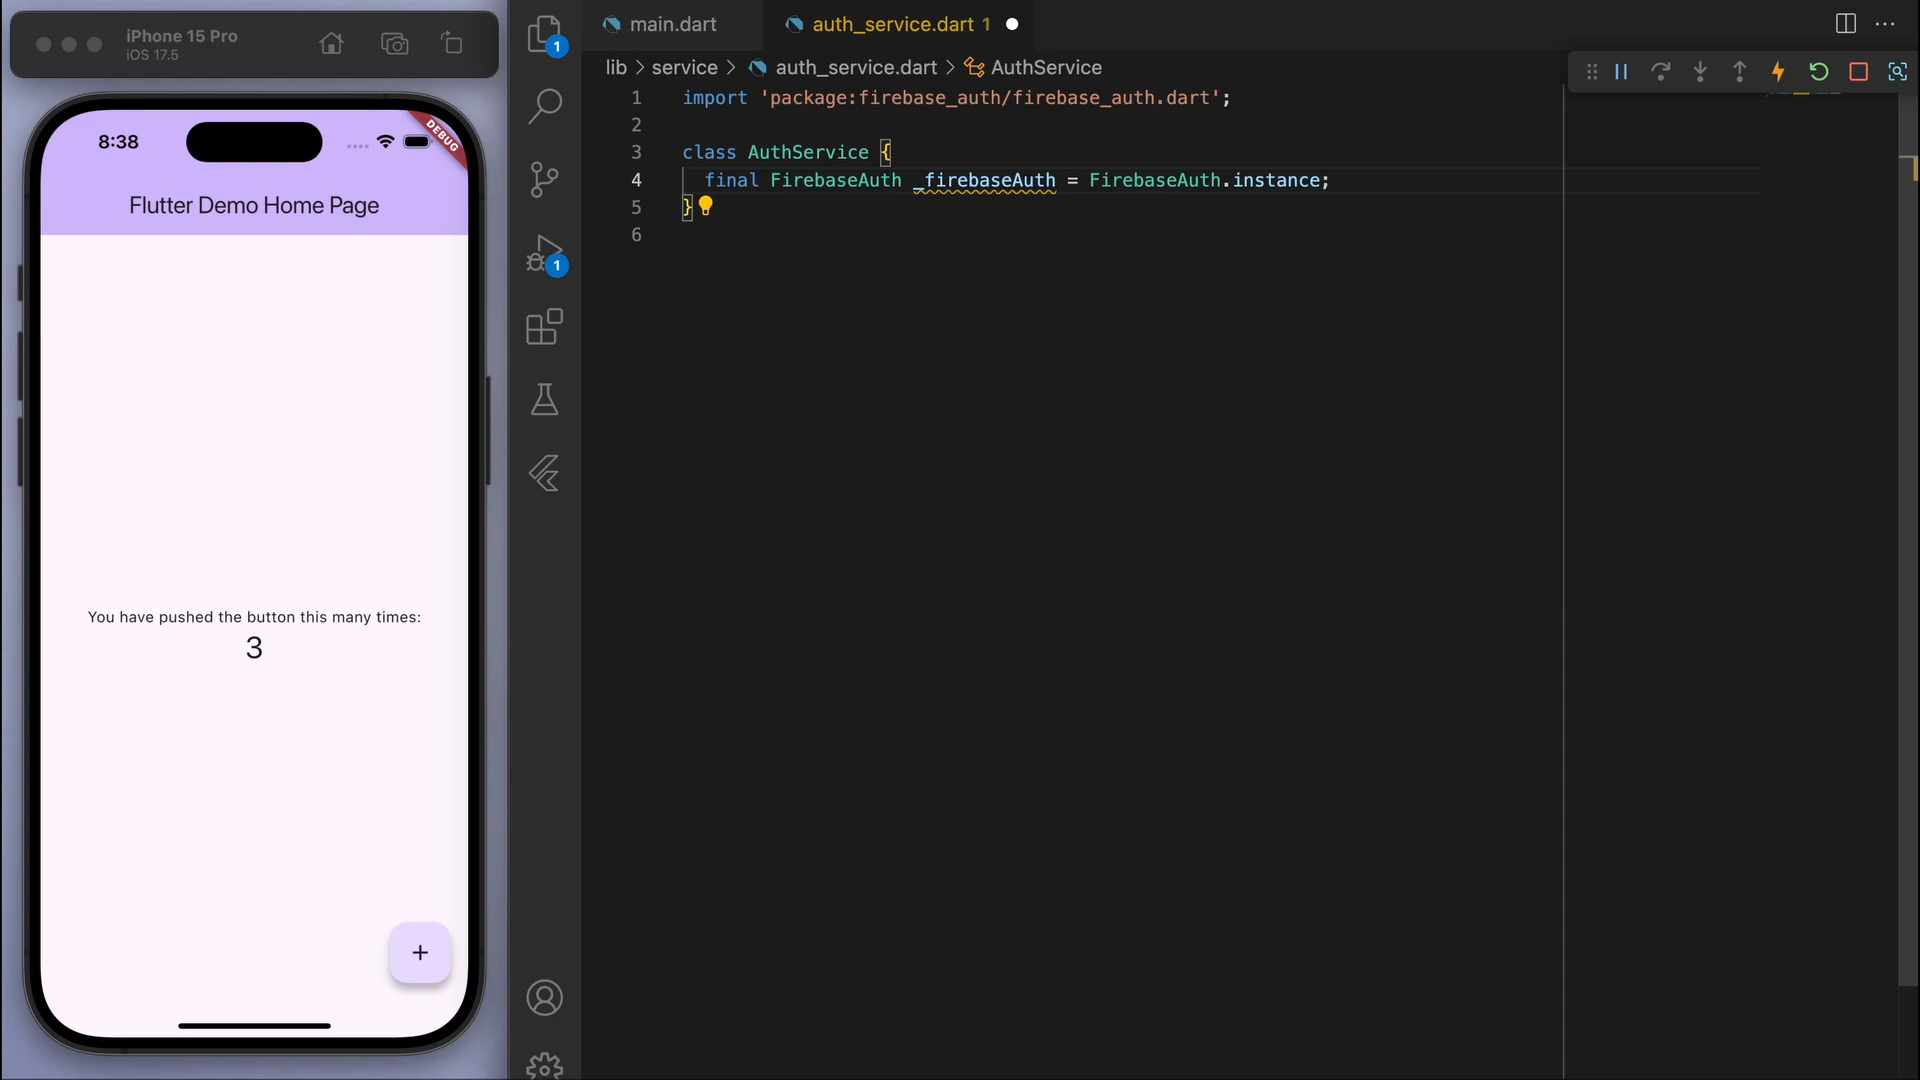 iPhone 15 Pro
iOS 17.5
8:38
DEBUG
Flutter Demo Home Page
You have pushed the button this many times:
3
+
1
1
main.dart
auth_service.dart 1
lib > service > auth_service.dart > AuthService
1 import 'package:firebase_auth/firebase_auth.dart';
2
3 class AuthService {
4 final FirebaseAuth _firebaseAuth = FirebaseAuth.instance;
5 }
6